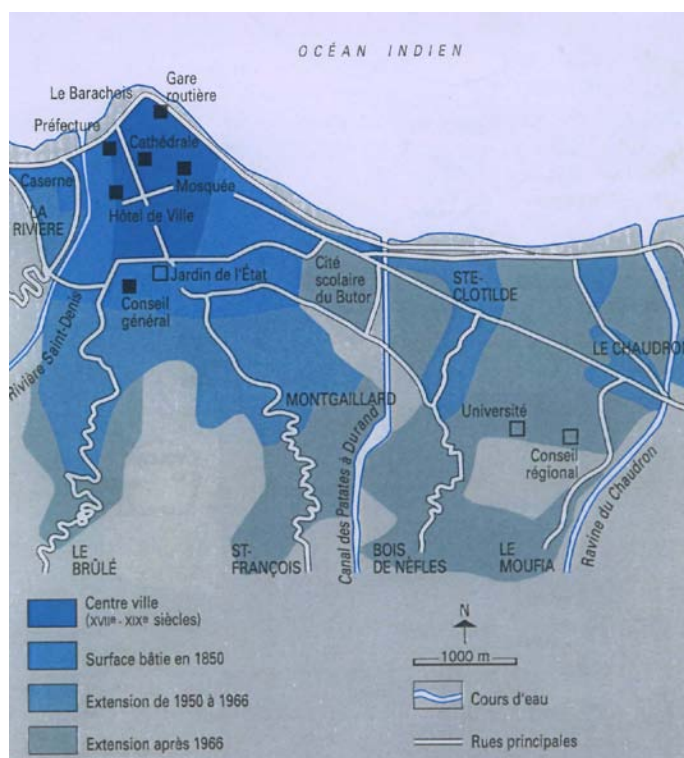 OCÉAN INDIEN
Gare
routière
Le Barachois
Préfecture
Cathédrale
Mosquée
Caserne
LA
RIVIÈRE
Hôtel de Ville
Jardin de l'État
Conseil
général
Cité
scolaire
du Butor
STE-
CLOTILDE
LE CHAUDRON
Rivière Saint-Denis
MONTGAILLARD
Université
Conseil
régional
Canal des Patates à Durand
Ravine du Chaudron
LE
BRÛLÉ
ST-
FRANÇOIS
BOIS
DE NÈFLES
LE
MOUFIA
Centre ville
(XVIIe - XIXe siècles)
Surface bâtie en 1850
Extension de 1950 à 1966
Extension après 1966
N
1000 m
Cours d'eau
Rues principales